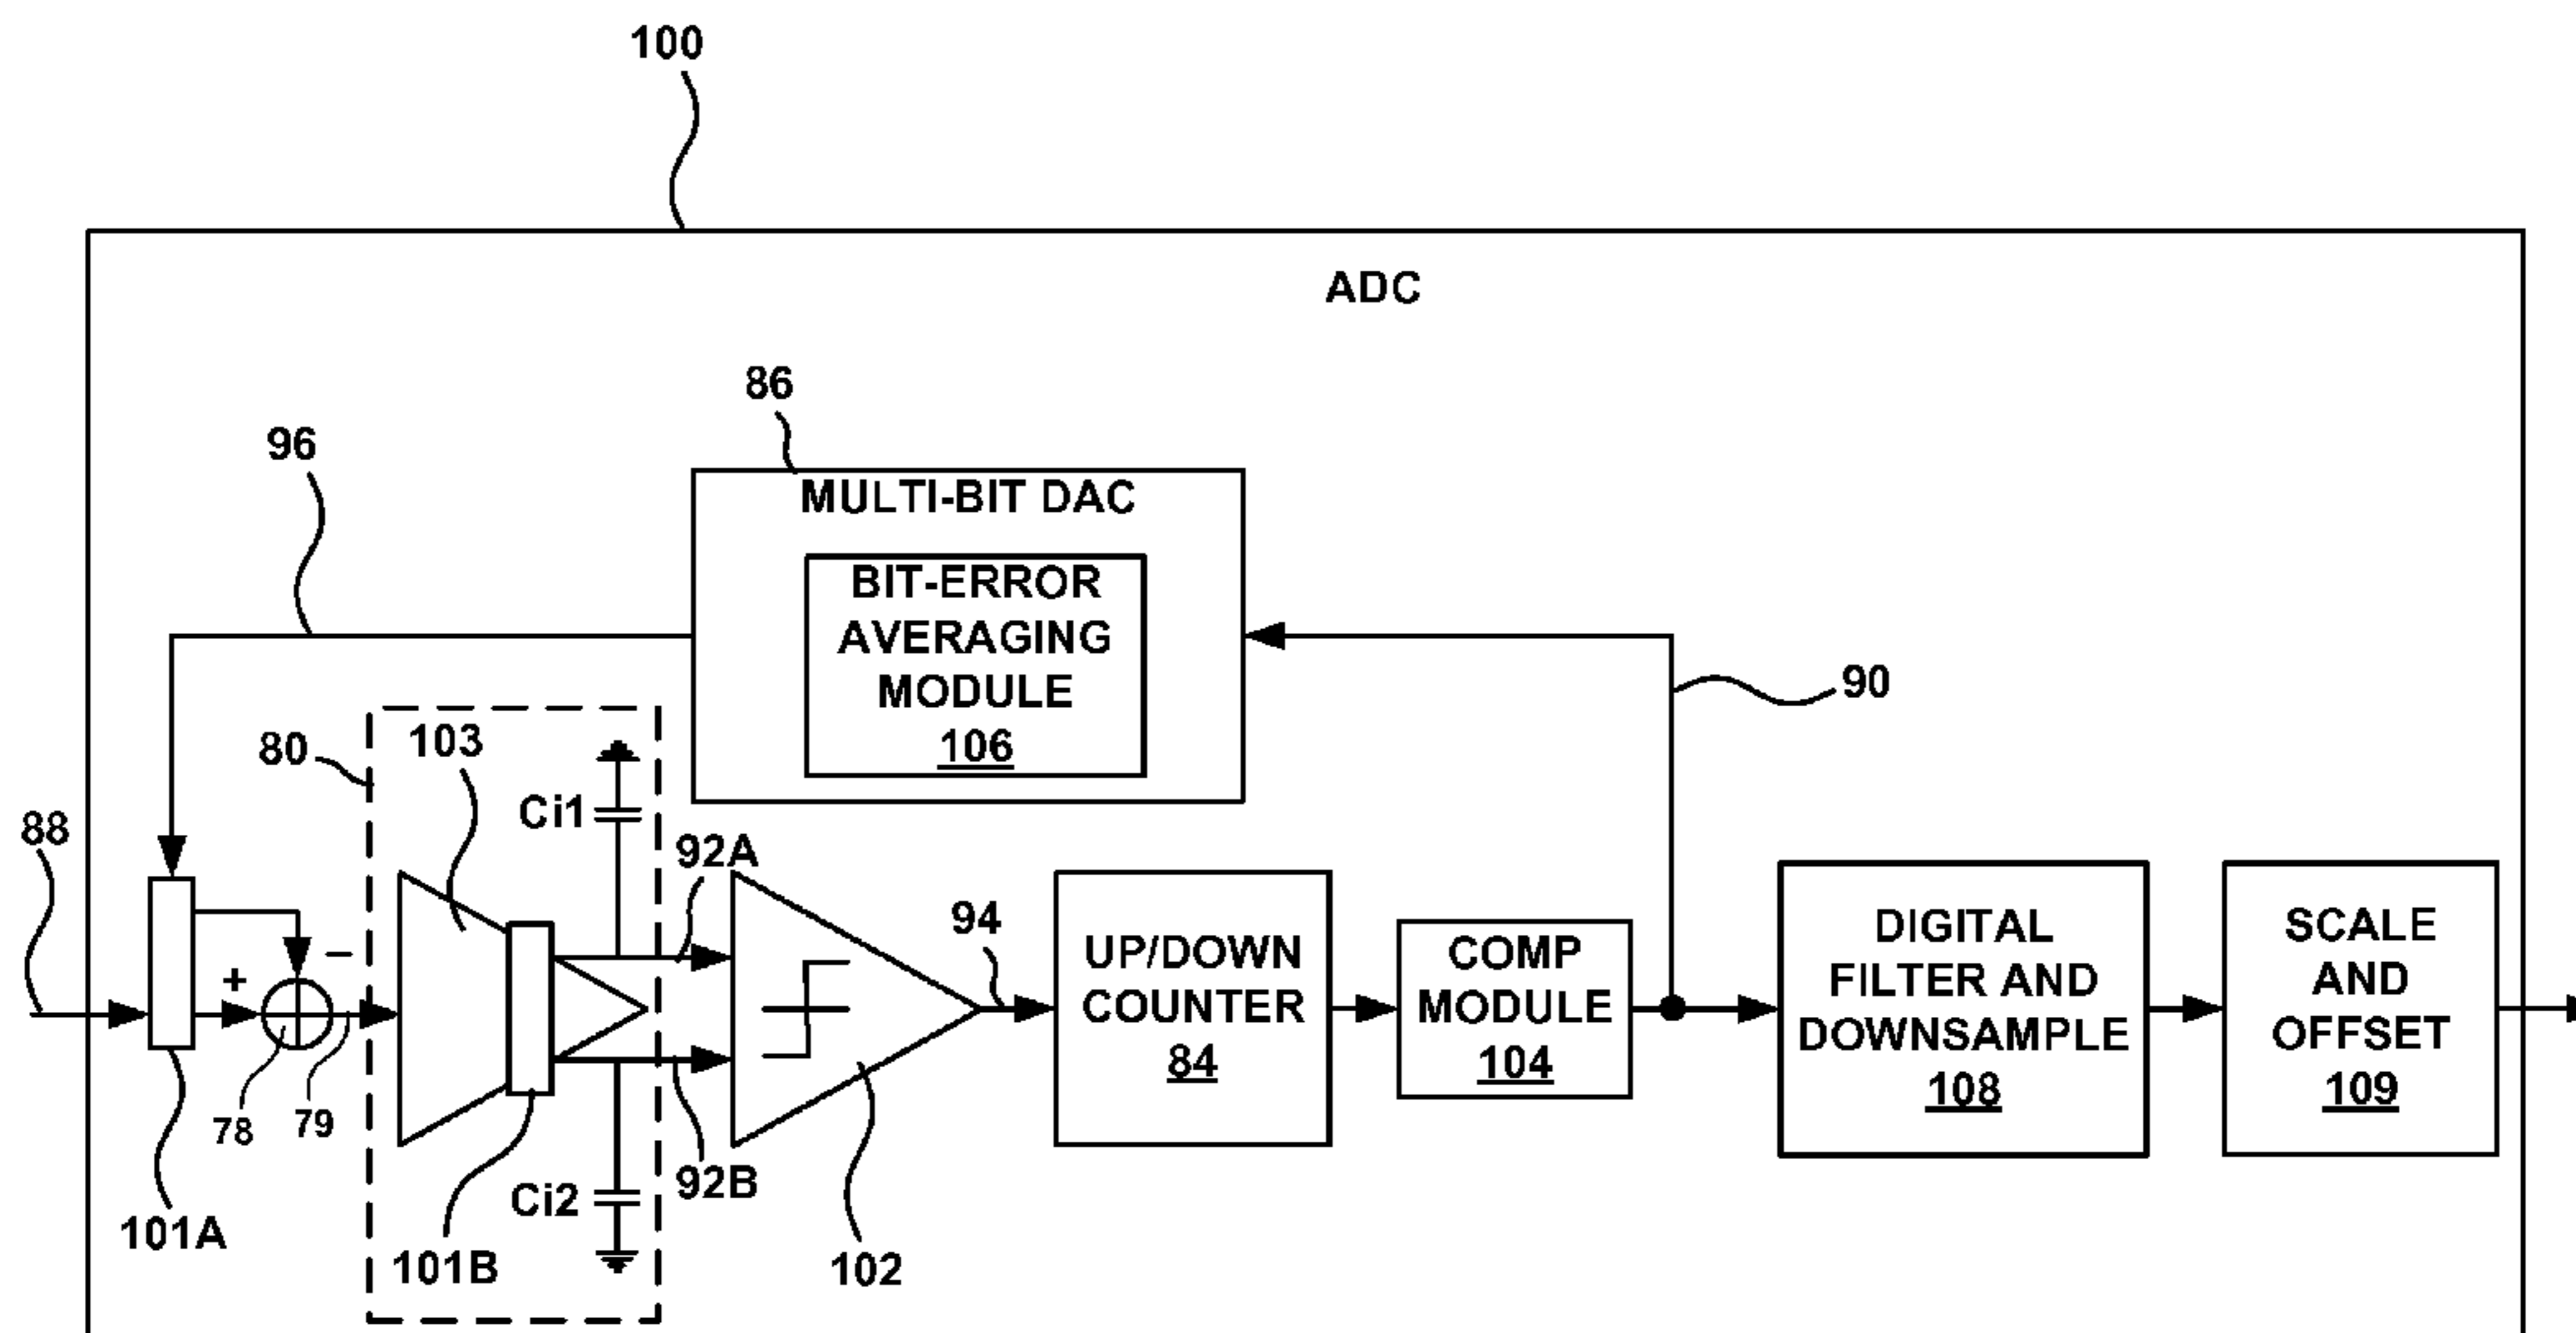 100
ADC
86
96
MULTI-BIT DAC
BIT-ERROR
AVERAGING
MODULE
106
90
80
103
Ci1
88
92A
94
+
−
UP/DOWN
COUNTER
84
COMP
MODULE
104
DIGITAL
FILTER AND
DOWNSAMPLE
108
SCALE
AND
OFFSET
109
78
79
92B
Ci2
101A
101B
102